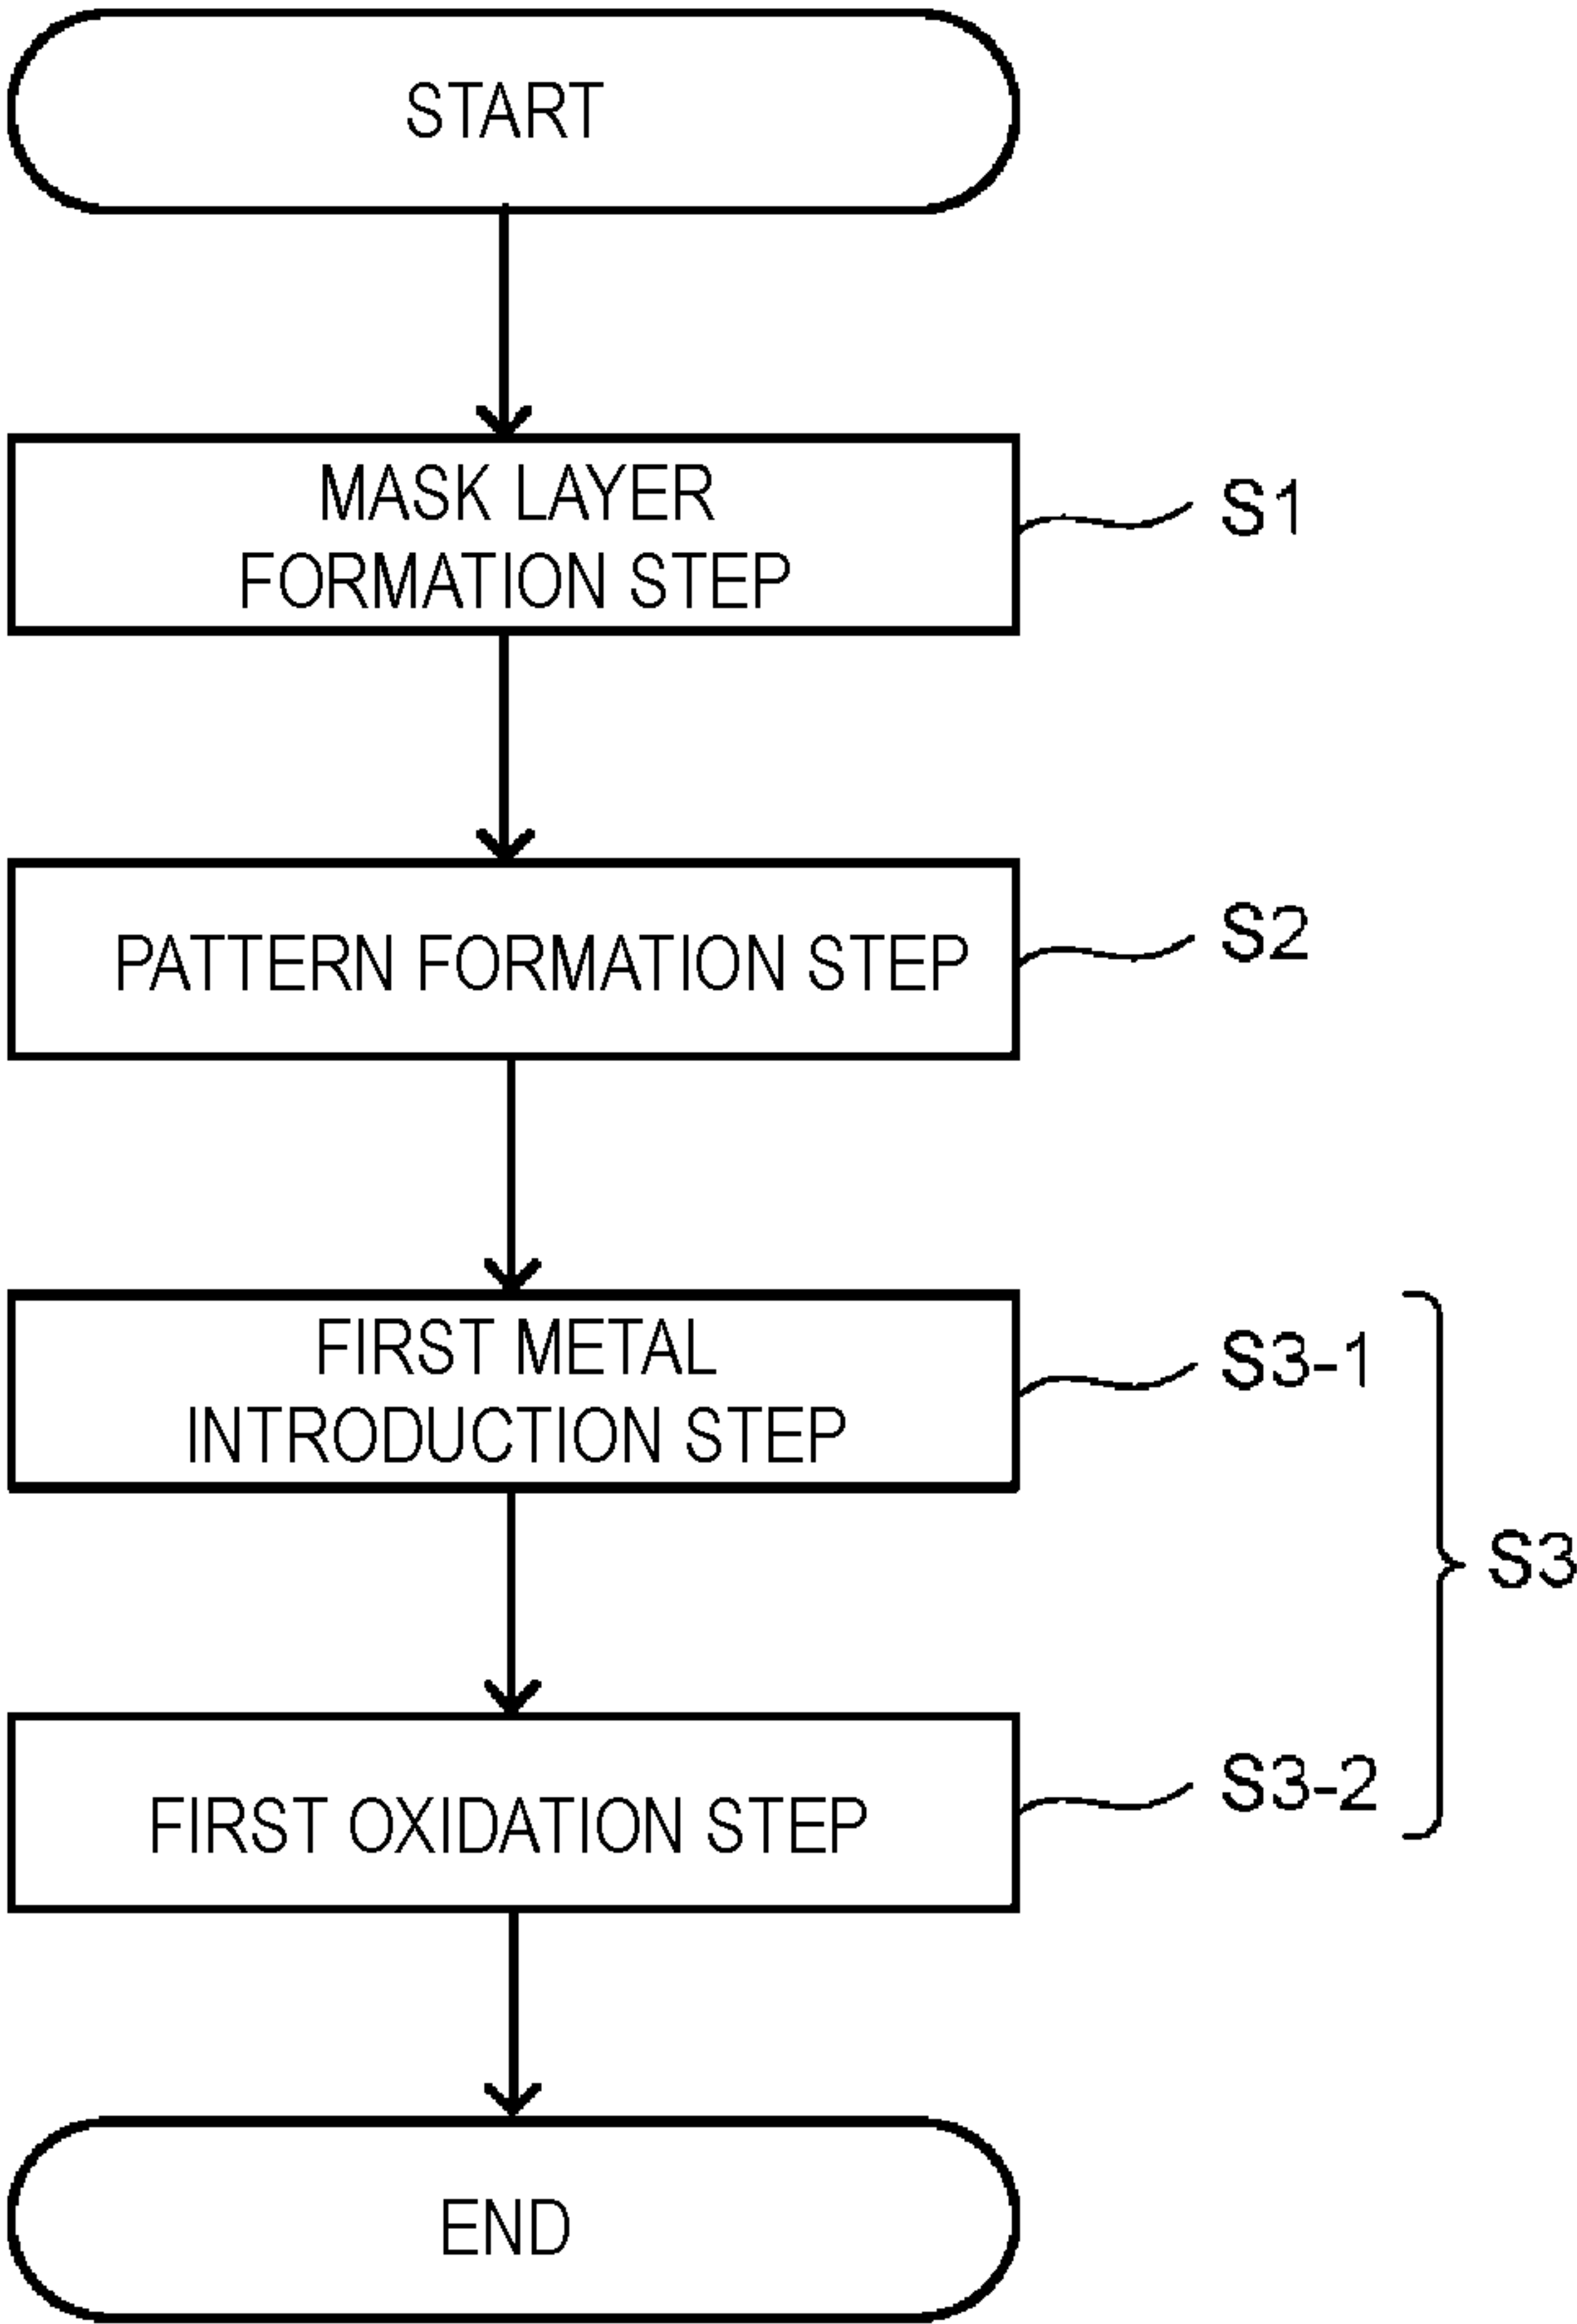 START
MASK LAYER
FORMATION STEP
S1
PATTERN FORMATION STEP
S2
FIRST METAL
INTRODUCTION STEP
S3-1
S3
FIRST OXIDATION STEP
S3-2
END